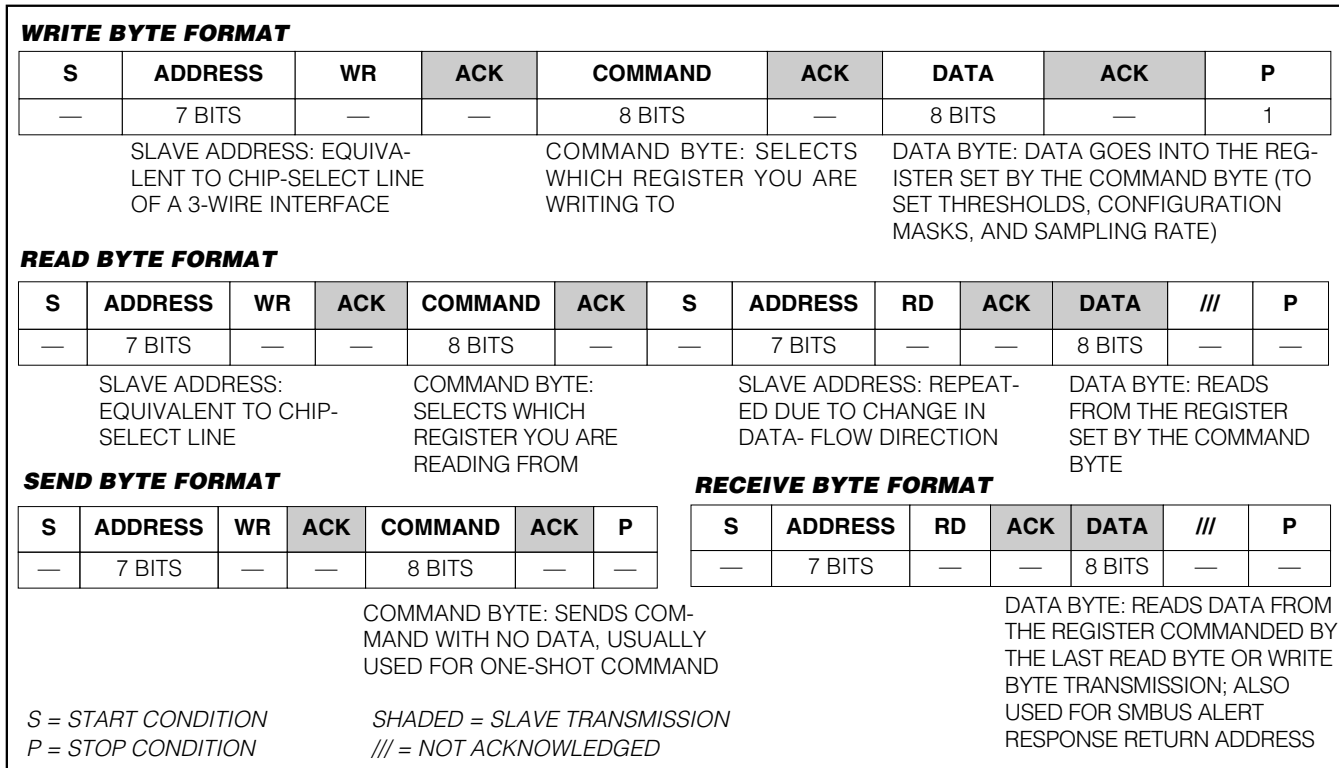 WRITE BYTE FORMAT
S ADDRESS WR ACK COMMAND ACK DATA ACK P
— 7 BITS — — 8 BITS — 8 BITS — 1
SLAVE ADDRESS: EQUIVA-
LENT TO CHIP-SELECT LINE
OF A 3-WIRE INTERFACE
COMMAND BYTE: SELECTS
WHICH REGISTER YOU ARE
WRITING TO
DATA BYTE: DATA GOES INTO THE REG-
ISTER SET BY THE COMMAND BYTE (TO
SET THRESHOLDS, CONFIGURATION
MASKS, AND SAMPLING RATE)
READ BYTE FORMAT
S ADDRESS WR ACK COMMAND ACK S ADDRESS RD ACK DATA /// P
— 7 BITS — — 8 BITS — — 7 BITS — — 8 BITS — —
SLAVE ADDRESS:
EQUIVALENT TO CHIP-
SELECT LINE
COMMAND BYTE:
SELECTS WHICH
REGISTER YOU ARE
READING FROM
SLAVE ADDRESS: REPEAT-
ED DUE TO CHANGE IN
DATA- FLOW DIRECTION
DATA BYTE: READS
FROM THE REGISTER
SET BY THE COMMAND
BYTE
SEND BYTE FORMAT
S ADDRESS WR ACK COMMAND ACK P
— 7 BITS — — 8 BITS — —
COMMAND BYTE: SENDS COM-
MAND WITH NO DATA, USUALLY
USED FOR ONE-SHOT COMMAND
RECEIVE BYTE FORMAT
S ADDRESS RD ACK DATA /// P
— 7 BITS — — 8 BITS — —
DATA BYTE: READS DATA FROM
THE REGISTER COMMANDED BY
THE LAST READ BYTE OR WRITE
BYTE TRANSMISSION; ALSO
USED FOR SMBUS ALERT
RESPONSE RETURN ADDRESS
S = START CONDITION
P = STOP CONDITION
SHADED = SLAVE TRANSMISSION
/// = NOT ACKNOWLEDGED